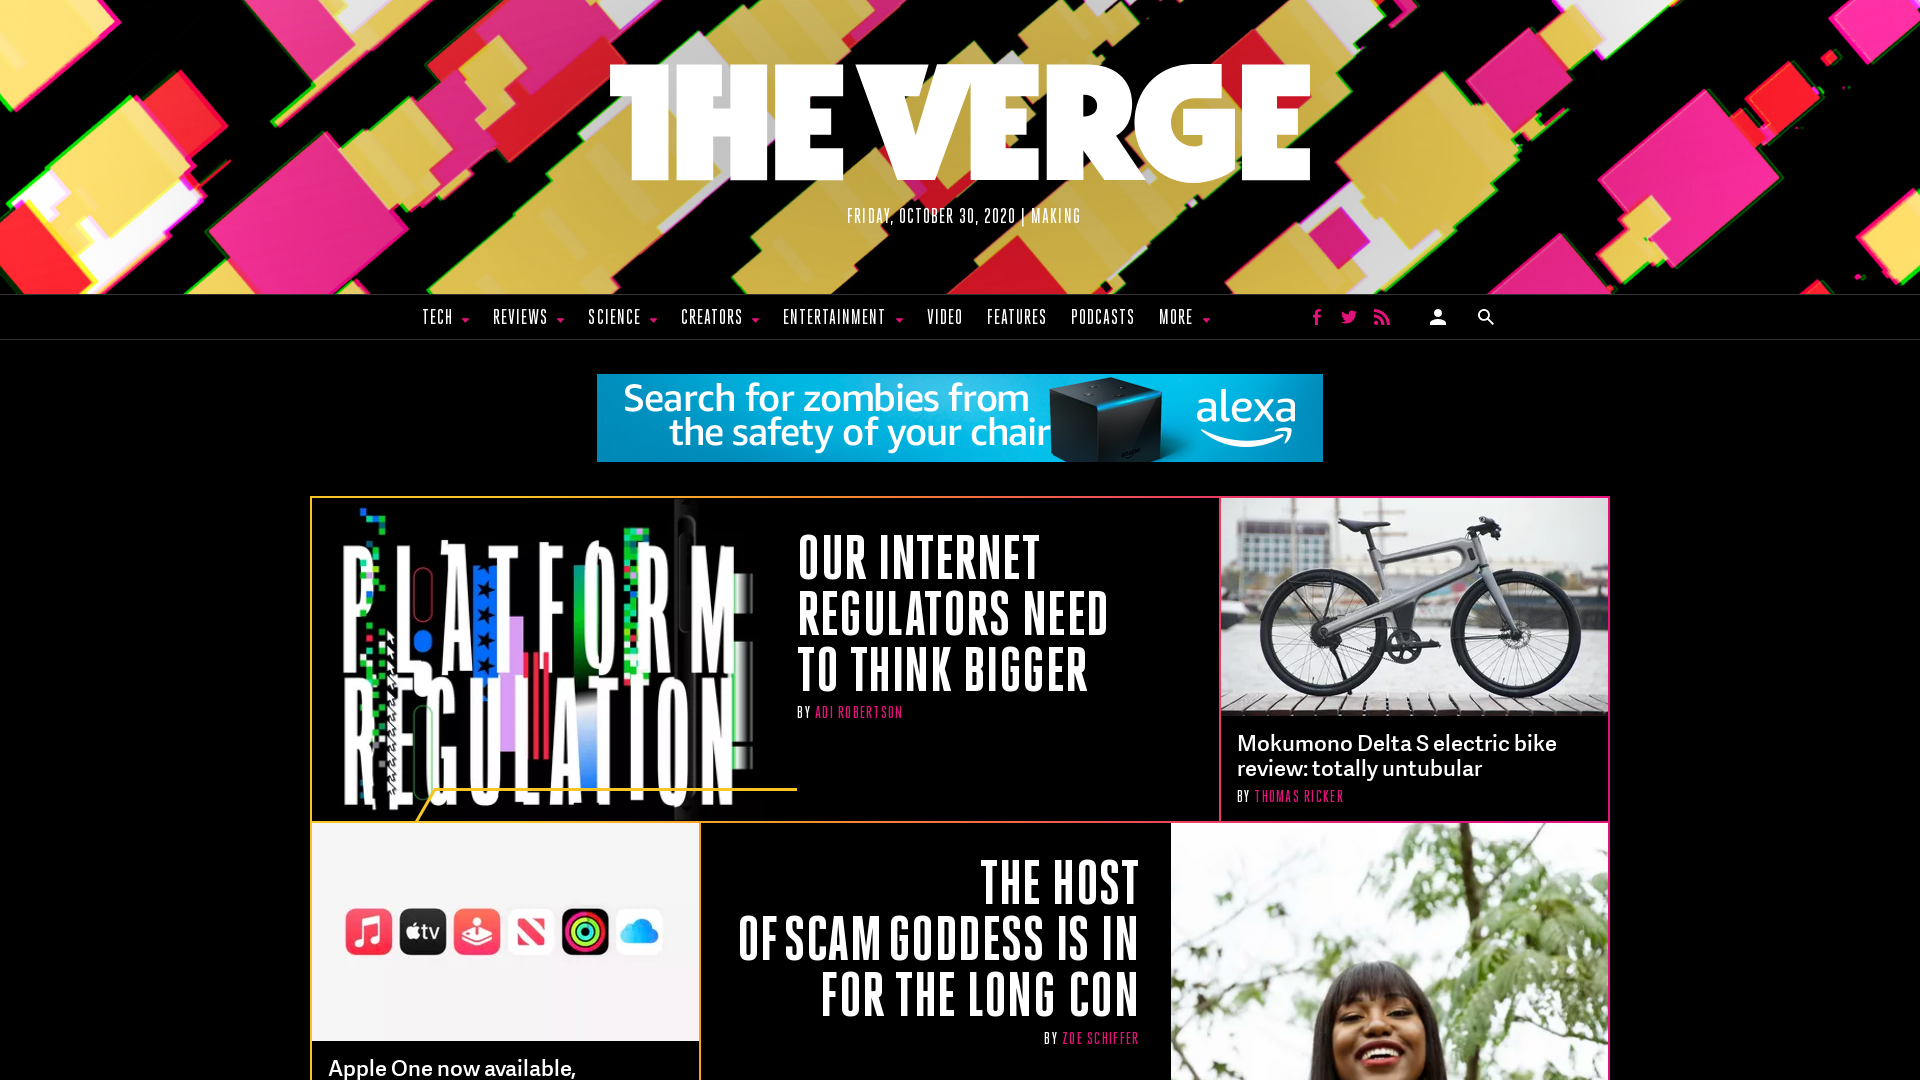 THE VERGE
FRIDAY, OCTOBER 30, 2020 | MAKING
TECH REVIEWS SCIENCE CREATORS ENTERTAINMENT VIDEO FEATURES PODCASTS MORE
Search for zombies from
the safety of your chair
alexa
PLATFORM
REGULATION
OUR INTERNET
REGULATORS NEED
TO THINK BIGGER
BY ADI ROBERTSON
Mokumono Delta S electric bike
review: totally untubular
BY THOMAS RICKER
tv
Apple One now available,
THE HOST
OF SCAM GODDESS IS IN
FOR THE LONG CON
BY ZOE SCHIFFER